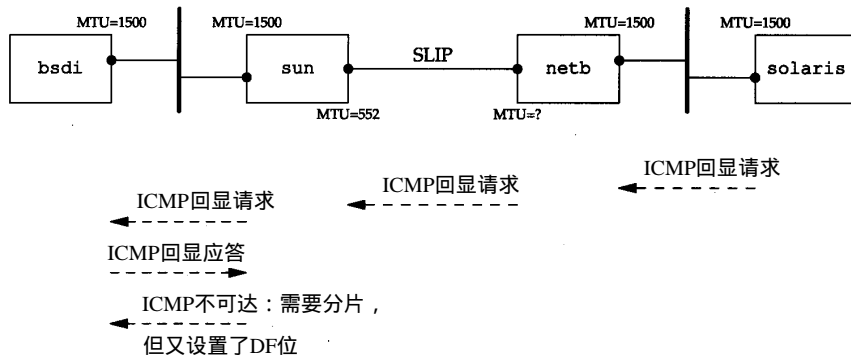 MTU=1500 MTU=1500 MTU=1500 MTU=1500
bsdi sun SLIP netb solaris
MTU=552 MTU=?
ICMP回显请求
ICMP回显请求
ICMP回显请求
ICMP回显应答
ICMP不可达：需要分片，
但又设置了DF位